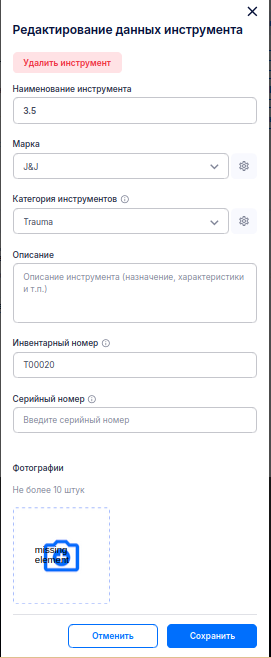 Редактирование данных инструмента
Удалить инструмент
Наименование инструмента
3.5
Марка
J&J
Категория инструментов
Trauma
Описание
Описание инструмента (назначение, характеристики
и т.п.)
Инвентарный номер
T00020
Серийный номер
Введите серийный номер
Фотографии
Не более 10 штук
missing
element
Отменить
Сохранить